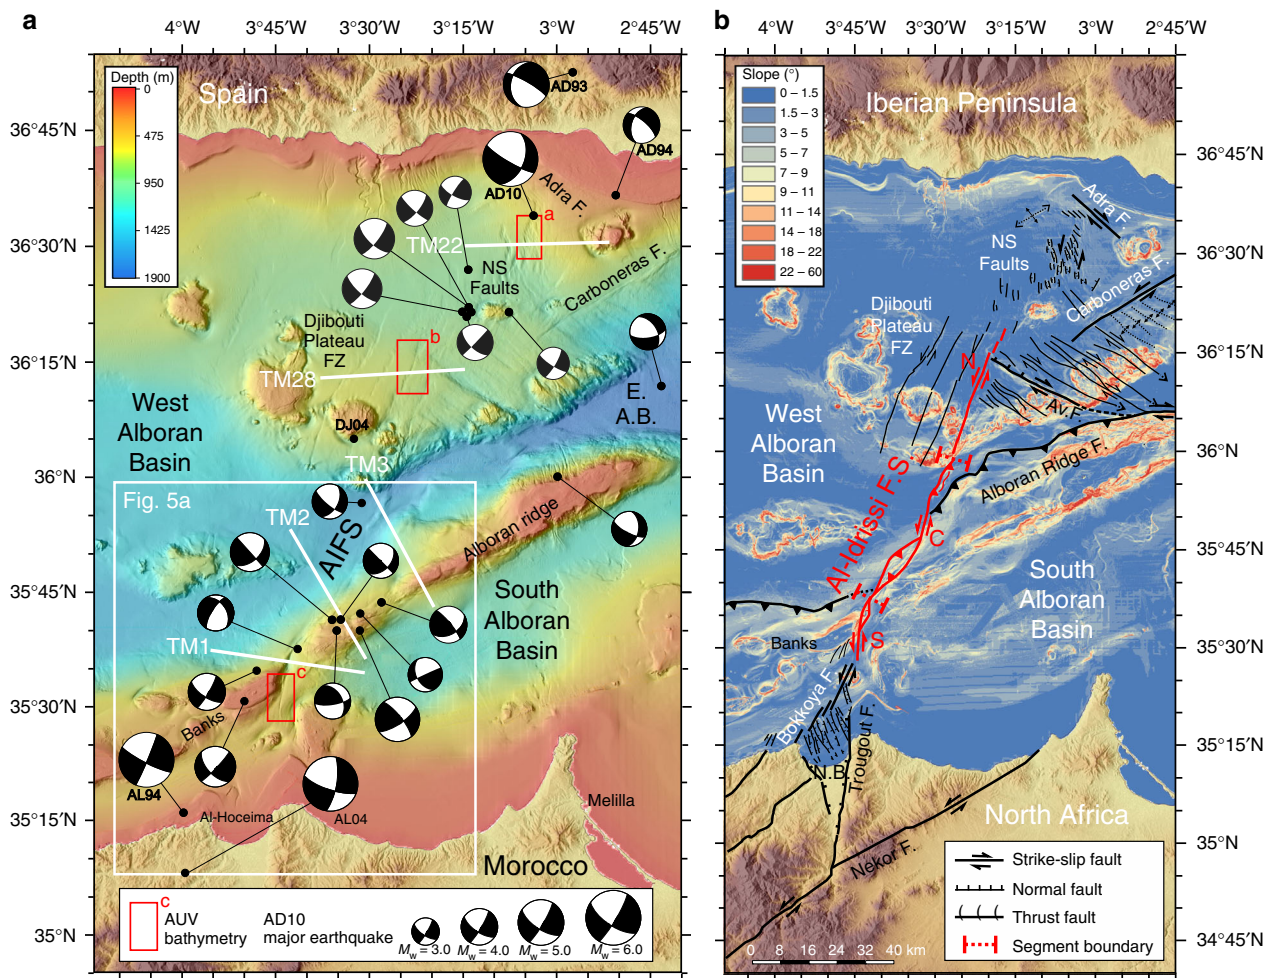 a
4°W
3°45′W
3°30′W
3°15′W
3°W
2°45′W
36°45′N
36°30′N
36°15′N
36°N
35°45′N
35°30′N
35°15′N
35°N
Depth (m)
0
475
950
1425
1900
Spain
AD93
AD94
AD10
Adra F.
a
TM22
NS
Faults
Carboneras F.
Djibouti
Plateau
FZ
b
TM28
E.
A.B.
West
Alboran
Basin
DJ04
TM3
Fig. 5a
TM2
AIFS
Alboran ridge
South
Alboran
Basin
TM1
c
Banks
AL94
Al-Hoceima
AL04
Melilla
Morocco
c
AUV
bathymetry
AD10
major earthquake
Mw = 3.0
Mw = 4.0
Mw = 5.0
Mw = 6.0
b
4°W
3°45′W
3°30′W
3°15′W
3°W
2°45′W
36°45′N
36°30′N
36°15′N
36°N
35°45′N
35°30′N
35°15′N
35°N
34°45′N
Slope (°)
0 – 1.5
1.5 – 3
3 – 5
5 – 7
7 – 9
9 – 11
11 – 14
14 – 18
18 – 22
22 – 60
Iberian Peninsula
Adra F.
NS
Faults
Carboneras F.
Djibouti
Plateau
FZ
N
Av.F.
West
Alboran
Basin
Alboran Ridge F.
Al-Idrissi F.S.
C
South
Alboran
Basin
Banks
S
Bokkoya F.
Trougout F.
N.B.
North Africa
Nekor F.
Strike-slip fault
Normal fault
Thrust fault
Segment boundary
0 8 16 24 32 40 km